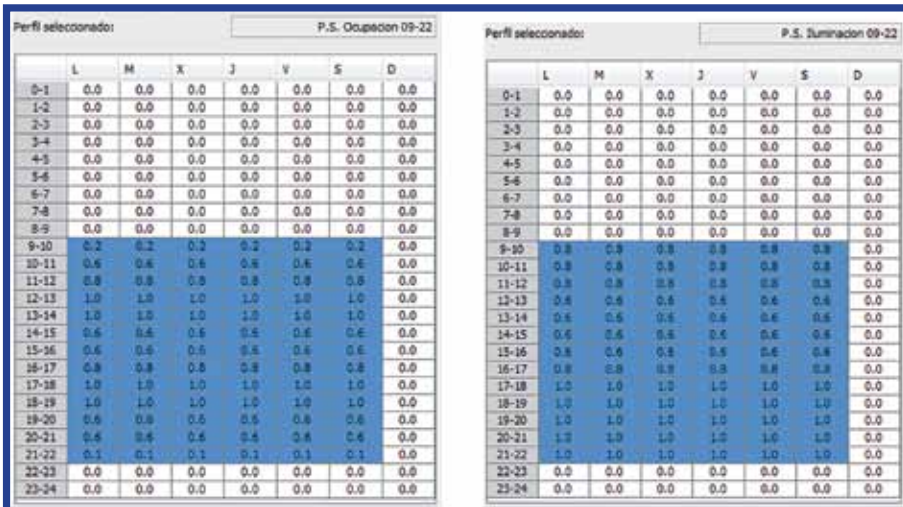 Perfil seleccionado: P.S. Ocupacion 09-22
L M X J V S D
0-1 0.0 0.0 0.0 0.0 0.0 0.0 0.0
1-2 0.0 0.0 0.0 0.0 0.0 0.0 0.0
2-3 0.0 0.0 0.0 0.0 0.0 0.0 0.0
3-4 0.0 0.0 0.0 0.0 0.0 0.0 0.0
4-5 0.0 0.0 0.0 0.0 0.0 0.0 0.0
5-6 0.0 0.0 0.0 0.0 0.0 0.0 0.0
6-7 0.0 0.0 0.0 0.0 0.0 0.0 0.0
7-8 0.0 0.0 0.0 0.0 0.0 0.0 0.0
8-9 0.0 0.0 0.0 0.0 0.0 0.0 0.0
9-10 0.2 0.2 0.2 0.2 0.2 0.2 0.0
10-11 0.6 0.6 0.6 0.6 0.6 0.6 0.0
11-12 0.8 0.8 0.8 0.8 0.8 0.8 0.0
12-13 1.0 1.0 1.0 1.0 1.0 1.0 0.0
13-14 1.0 1.0 1.0 1.0 1.0 1.0 0.0
14-15 0.6 0.6 0.6 0.6 0.6 0.6 0.0
15-16 0.6 0.6 0.6 0.6 0.6 0.6 0.0
16-17 0.8 0.8 0.8 0.8 0.8 0.8 0.0
17-18 1.0 1.0 1.0 1.0 1.0 1.0 0.0
18-19 1.0 1.0 1.0 1.0 1.0 1.0 0.0
19-20 0.6 0.6 0.6 0.6 0.6 0.6 0.0
20-21 0.6 0.6 0.6 0.6 0.6 0.6 0.0
21-22 0.1 0.1 0.1 0.1 0.1 0.1 0.0
22-23 0.0 0.0 0.0 0.0 0.0 0.0 0.0
23-24 0.0 0.0 0.0 0.0 0.0 0.0 0.0
Perfil seleccionado: P.S. Iluminacion 09-22
L M X J V S D
0-1 0.0 0.0 0.0 0.0 0.0 0.0 0.0
1-2 0.0 0.0 0.0 0.0 0.0 0.0 0.0
2-3 0.0 0.0 0.0 0.0 0.0 0.0 0.0
3-4 0.0 0.0 0.0 0.0 0.0 0.0 0.0
4-5 0.0 0.0 0.0 0.0 0.0 0.0 0.0
5-6 0.0 0.0 0.0 0.0 0.0 0.0 0.0
6-7 0.0 0.0 0.0 0.0 0.0 0.0 0.0
7-8 0.0 0.0 0.0 0.0 0.0 0.0 0.0
8-9 0.0 0.0 0.0 0.0 0.0 0.0 0.0
9-10 0.8 0.8 0.8 0.8 0.8 0.8 0.0
10-11 0.8 0.8 0.8 0.8 0.8 0.8 0.0
11-12 0.8 0.8 0.8 0.8 0.8 0.8 0.0
12-13 0.6 0.6 0.6 0.6 0.6 0.6 0.0
13-14 0.6 0.6 0.6 0.6 0.6 0.6 0.0
14-15 0.6 0.6 0.6 0.6 0.6 0.6 0.0
15-16 0.6 0.6 0.6 0.6 0.6 0.6 0.0
16-17 0.8 0.8 0.8 0.8 0.8 0.8 0.0
17-18 1.0 1.0 1.0 1.0 1.0 1.0 0.0
18-19 1.0 1.0 1.0 1.0 1.0 1.0 0.0
19-20 1.0 1.0 1.0 1.0 1.0 1.0 0.0
20-21 1.0 1.0 1.0 1.0 1.0 1.0 0.0
21-22 1.0 1.0 1.0 1.0 1.0 1.0 0.0
22-23 0.0 0.0 0.0 0.0 0.0 0.0 0.0
23-24 0.0 0.0 0.0 0.0 0.0 0.0 0.0